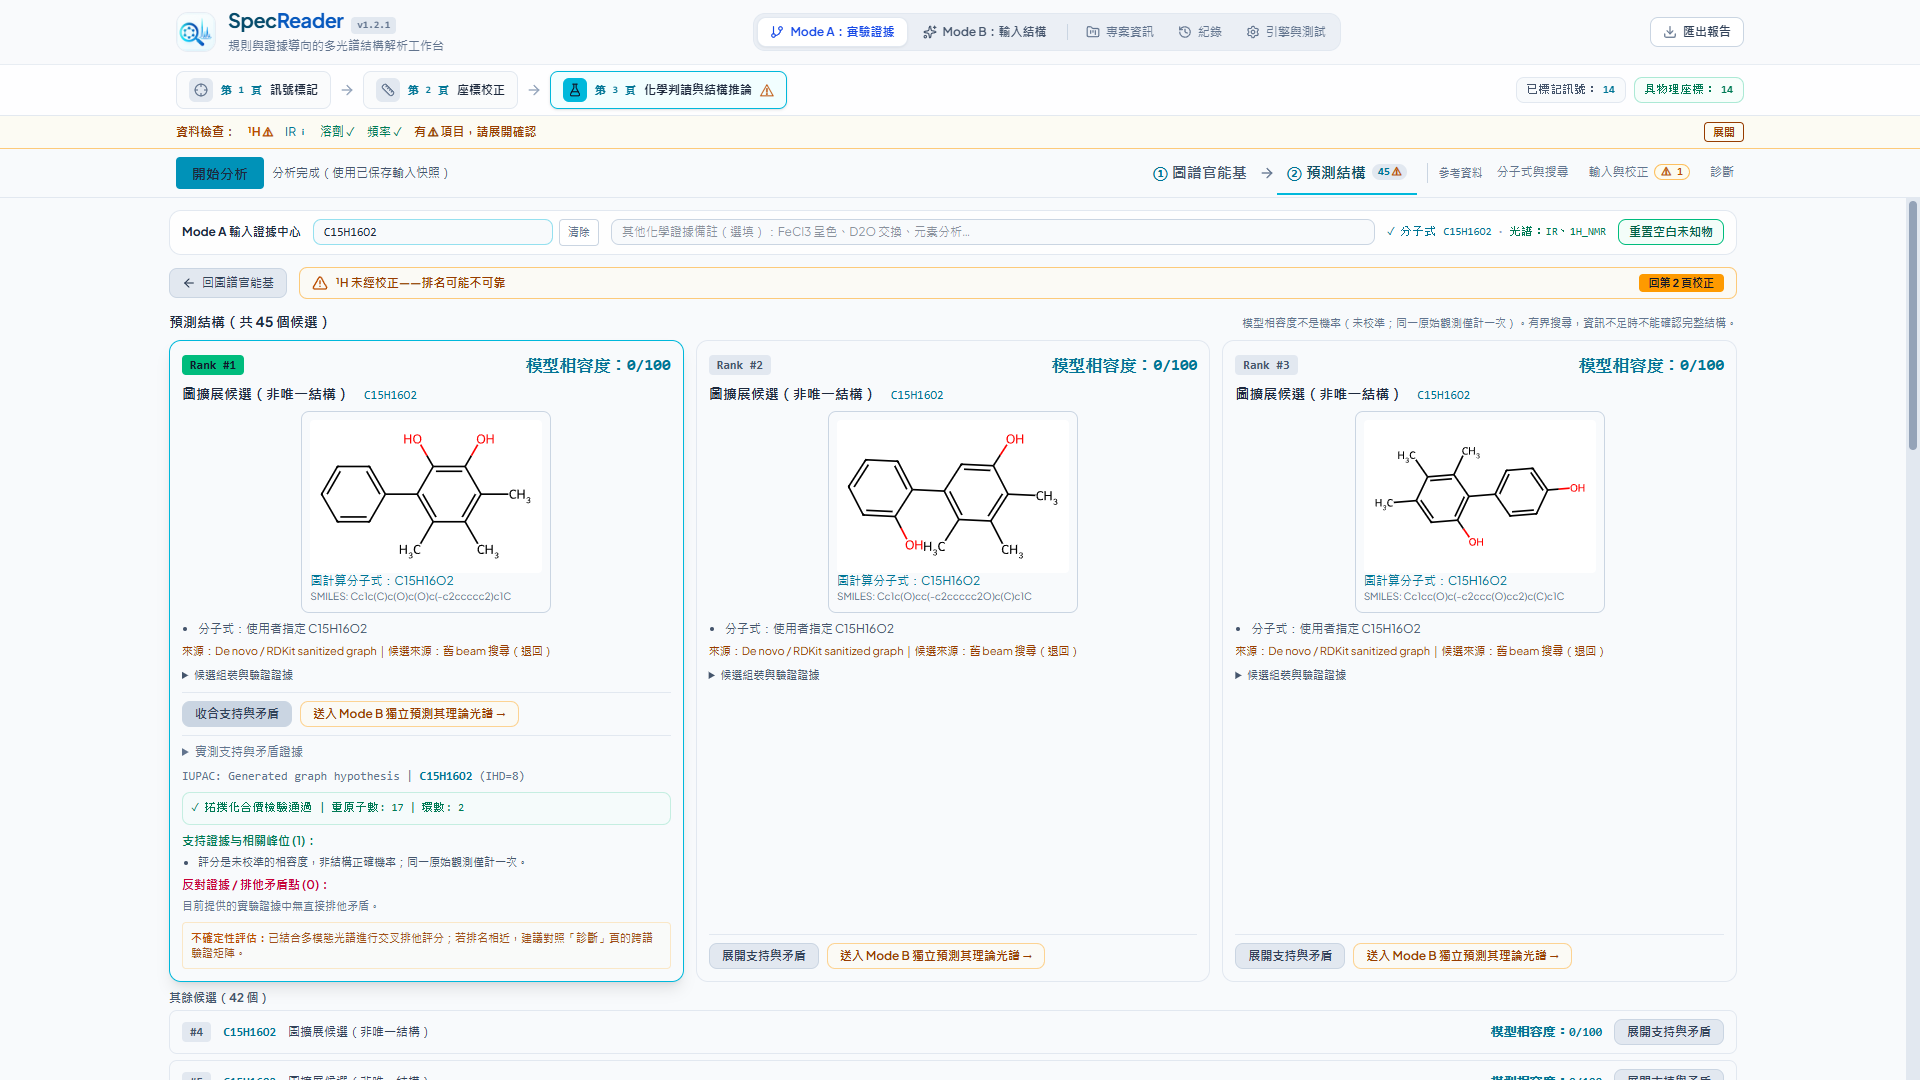 SpecReader v1.2.1
規則與證據導向的多光譜結構解析工作台
Mode A：實驗證據
Mode B：輸入結構
專案資訊
紀錄
引擎與測試
匯出報告
第 1 頁 訊號標記
第 2 頁 座標校正
第 3 頁 化學判讀與結構推論
已標記訊號： 14
具物理座標： 14
資料檢查： ¹H⚠ IR ⁝ 溶劑✓ 頻率✓ 有⚠項目，請展開確認
展開
開始分析
分析完成（使用已保存輸入快照）
① 圖譜官能基 → ② 預測結構 45⚠
參考資料
分子式與搜尋
輸入與校正 ⚠ 1
診斷
Mode A 輸入證據中心
C15H16O2
清除
其他化學證據備註（選填）：FeCl3 呈色、D2O 交換、元素分析…
✓ 分子式 C15H16O2 · 光譜：IR、1H_NMR
重置空白未知物
← 回圖譜官能基
¹H 未經校正——排名可能不可靠
回第 2 頁校正
預測結構（共 45 個候選）
模型相容度不是機率（未校準；同一原始觀測僅計一次）。有界搜尋，資訊不足時不能確認完整結構。
Rank #1
模型相容度：0/100
圖擴展候選（非唯一結構） C15H16O2
HO OH
CH₃
H₃C CH₃
圖計算分子式：C15H16O2
SMILES: Cc1c(C)c(O)c(O)c(-c2ccccc2)c1C
• 分子式：使用者指定 C15H16O2
來源：De novo / RDKit sanitized graph｜候選來源：舊 beam 搜尋（退回）
▶ 候選組裝與驗證證據
收合支持與矛盾
送入 Mode B 獨立預測其理論光譜 →
▶ 實測支持與矛盾證據
IUPAC: Generated graph hypothesis | C15H16O2 (IHD=8)
✓ 拓撲化合價檢驗通過 | 重原子數: 17 | 環數: 2
支持證據与相關峰位 (1)：
• 評分是未校準的相容度，非結構正確機率；同一原始觀測僅計一次。
反對證據 / 排他矛盾點 (0)：
目前提供的實驗證據中無直接排他矛盾。
不確定性評估：已結合多模態光譜進行交叉排他評分；若排名相近，建議對照「診斷」頁的跨譜
驗證矩陣。
Rank #2
模型相容度：0/100
圖擴展候選（非唯一結構） C15H16O2
OH
CH₃
OH H₃C CH₃
圖計算分子式：C15H16O2
SMILES: Cc1c(O)cc(-c2ccccc2O)c(C)c1C
• 分子式：使用者指定 C15H16O2
來源：De novo / RDKit sanitized graph｜候選來源：舊 beam 搜尋（退回）
▶ 候選組裝與驗證證據
展開支持與矛盾
送入 Mode B 獨立預測其理論光譜 →
Rank #3
模型相容度：0/100
圖擴展候選（非唯一結構） C15H16O2
H₃C CH₃
OH
H₃C
OH
圖計算分子式：C15H16O2
SMILES: Cc1cc(O)c(-c2ccc(O)cc2)c(C)c1C
• 分子式：使用者指定 C15H16O2
來源：De novo / RDKit sanitized graph｜候選來源：舊 beam 搜尋（退回）
▶ 候選組裝與驗證證據
展開支持與矛盾
送入 Mode B 獨立預測其理論光譜 →
其餘候選（42 個）
#4 C15H16O2 圖擴展候選（非唯一結構）
模型相容度：0/100
展開支持與矛盾